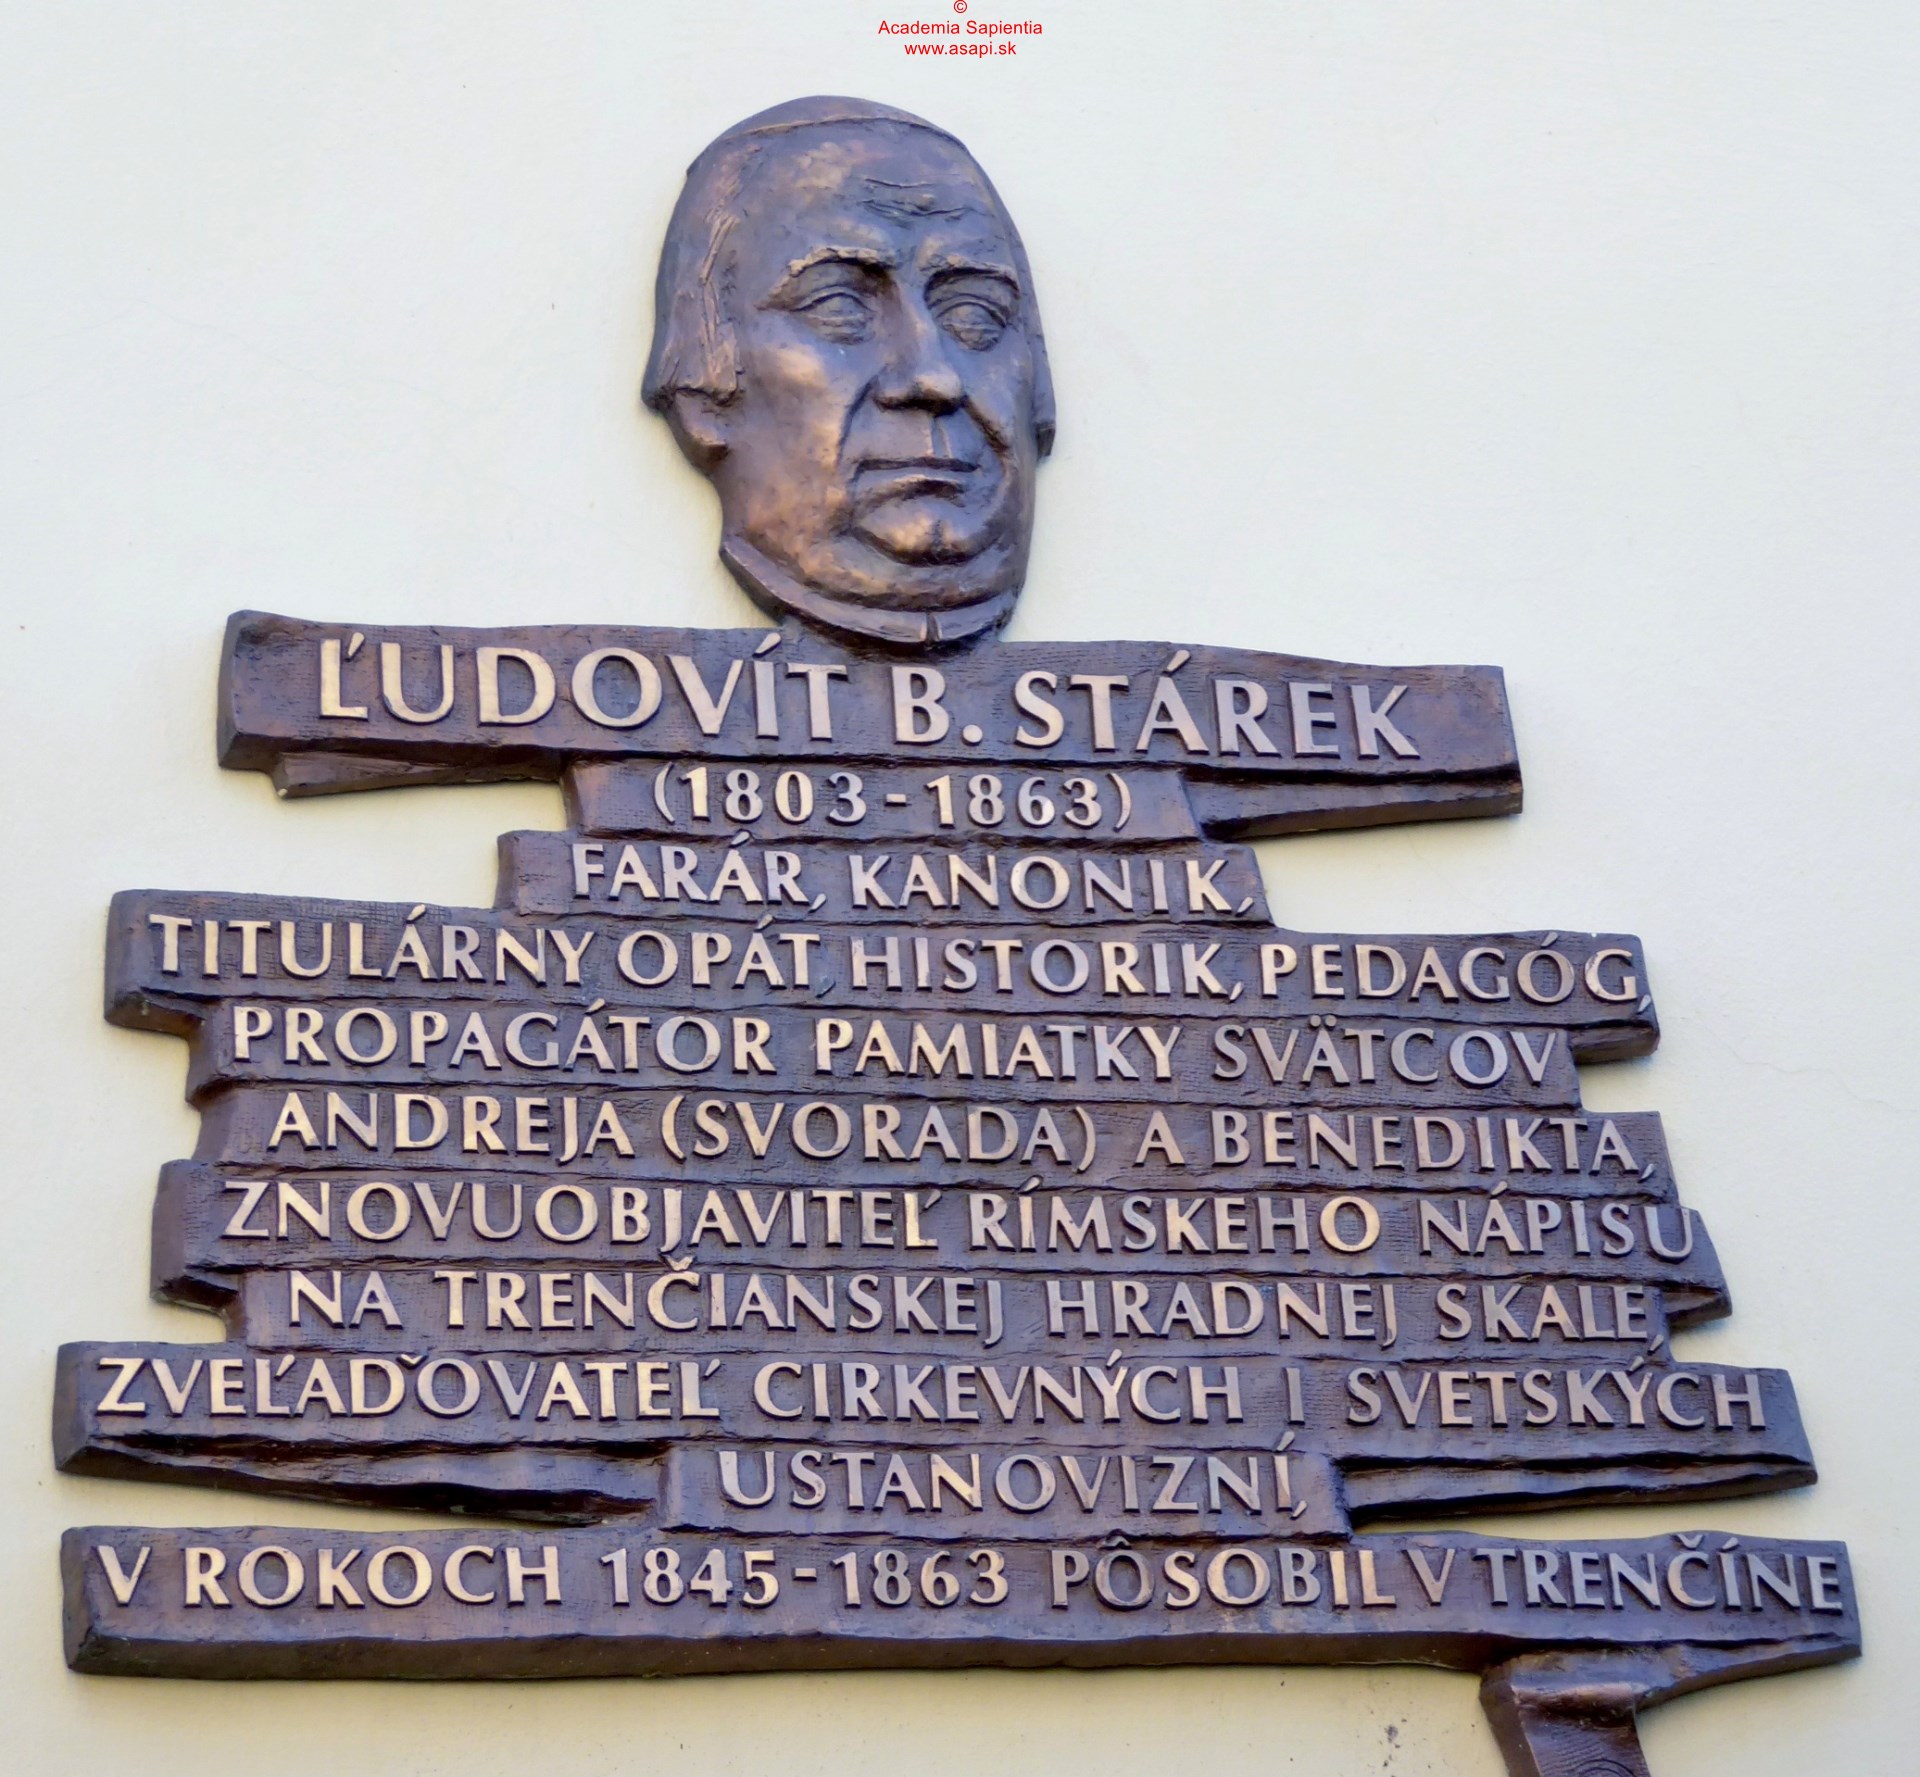 ©
Academia Sapientia
www.asapi.sk
ĽUDOVÍT B. STÁREK
(1803-1863)
FARÁR, KANONIK,
TITULÁRNY OPÁT, HISTORIK, PEDAGÓG,
PROPAGÁTOR PAMIATKY SVÄTCOV
ANDREJA (SVORADA) A BENEDIKTA,
ZNOVUOBJAVITEĽ RÍMSKEHO NÁPISU
NA TRENČIANSKEJ HRADNEJ SKALE,
ZVEĽAĎOVATEĽ CIRKEVNÝCH I SVETSKÝCH
USTANOVIZNÍ,
V ROKOCH 1845-1863 PÔSOBIL V TRENČÍNE